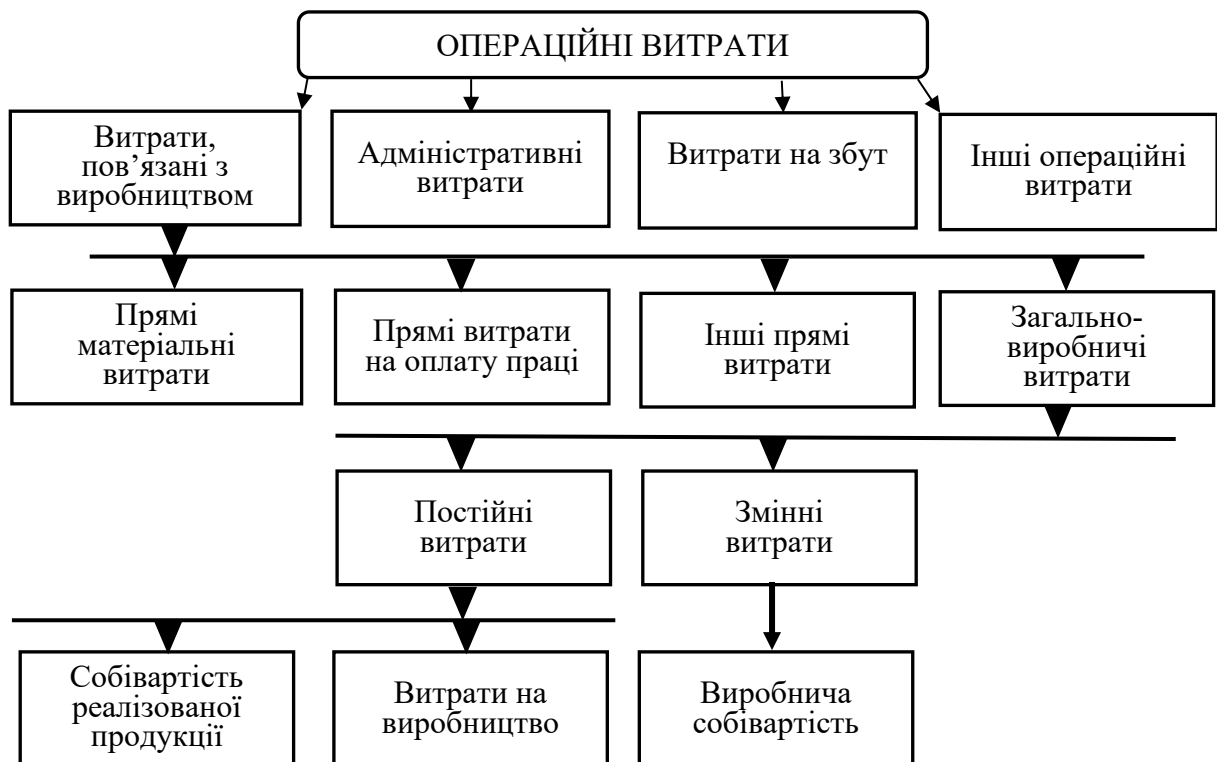 ОПЕРАЦІЙНІ ВИТРАТИ
Витрати,
пов’язані з
виробництвом
Адміністративні
витрати
Витрати на збут
Інші операційні
витрати
Прямі
матеріальні
витрати
Прямі витрати
на оплату праці
Інші прямі
витрати
Загально-
виробничі
витрати
Постійні
витрати
Змінні
витрати
Собівартість
реалізованої
продукції
Витрати на
виробництво
Виробнича
собівартість